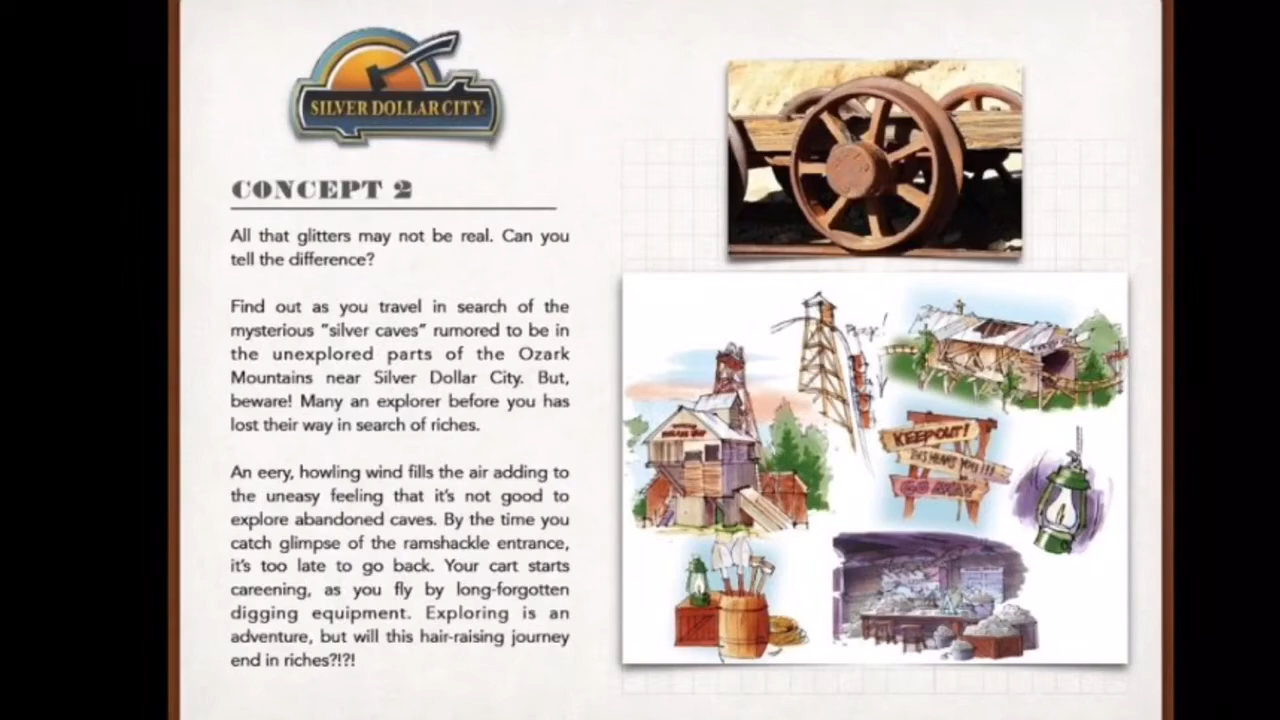 SILVER DOLLAR CITY
CONCEPT 2
All that glitters may not be real. Can you
tell the difference?
Find out as you travel in search of the
mysterious "silver caves" rumored to be in
the unexplored parts of the Ozark
Mountains near Silver Dollar City. But,
beware! Many an explorer before you has
lost their way in search of riches.
An eery, howling wind fills the air adding to
the uneasy feeling that it's not good to
explore abandoned caves. By the time you
catch glimpse of the ramshackle entrance,
it's too late to go back. Your cart starts
careening, as you fly by long-forgotten
digging equipment. Exploring is an
adventure, but will this hair-raising journey
end in riches?!?!
KEEP OUT!
THIS MEANS YOU!!!
GO AWAY